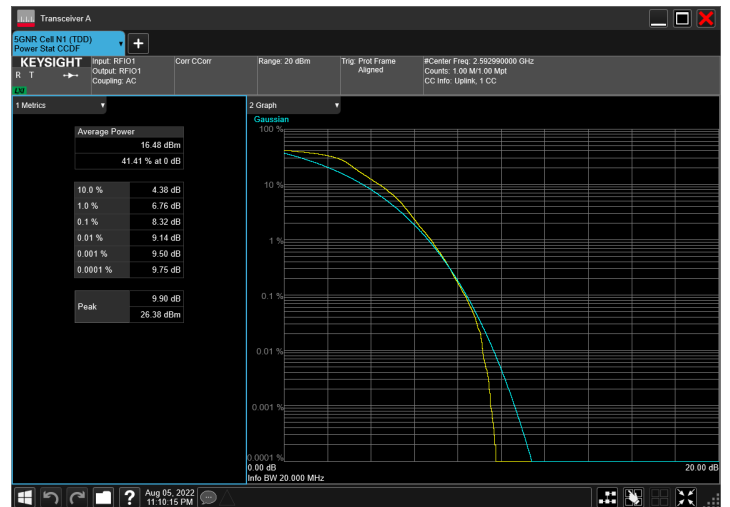 Transceiver A
5GNR Cell N1 (TDD)
Power Stat CCDF
KEYSIGHT
R T
LNI
Input: RFIO1
Output: RFIO1
Coupling: AC
Corr CCorr
Range: 20 dBm
Trig: Prot Frame
Aligned
#Center Freq: 2.592990000 GHz
Counts: 1.00 M/1.00 Mpt
CC Info: Uplink, 1 CC
1 Metrics
Average Power
16.48 dBm
41.41 % at 0 dB
10.0 % 4.38 dB
1.0 % 6.76 dB
0.1 % 8.32 dB
0.01 % 9.14 dB
0.001 % 9.50 dB
0.0001 % 9.75 dB
Peak
9.90 dB
26.38 dBm
2 Graph
Gaussian
100 %
10 %
1 %
0.1 %
0.01 %
0.001 %
0.0001 %
0.00 dB
20.00 dB
Info BW 20.000 MHz
?
Aug 05, 2022
11:10:15 PM